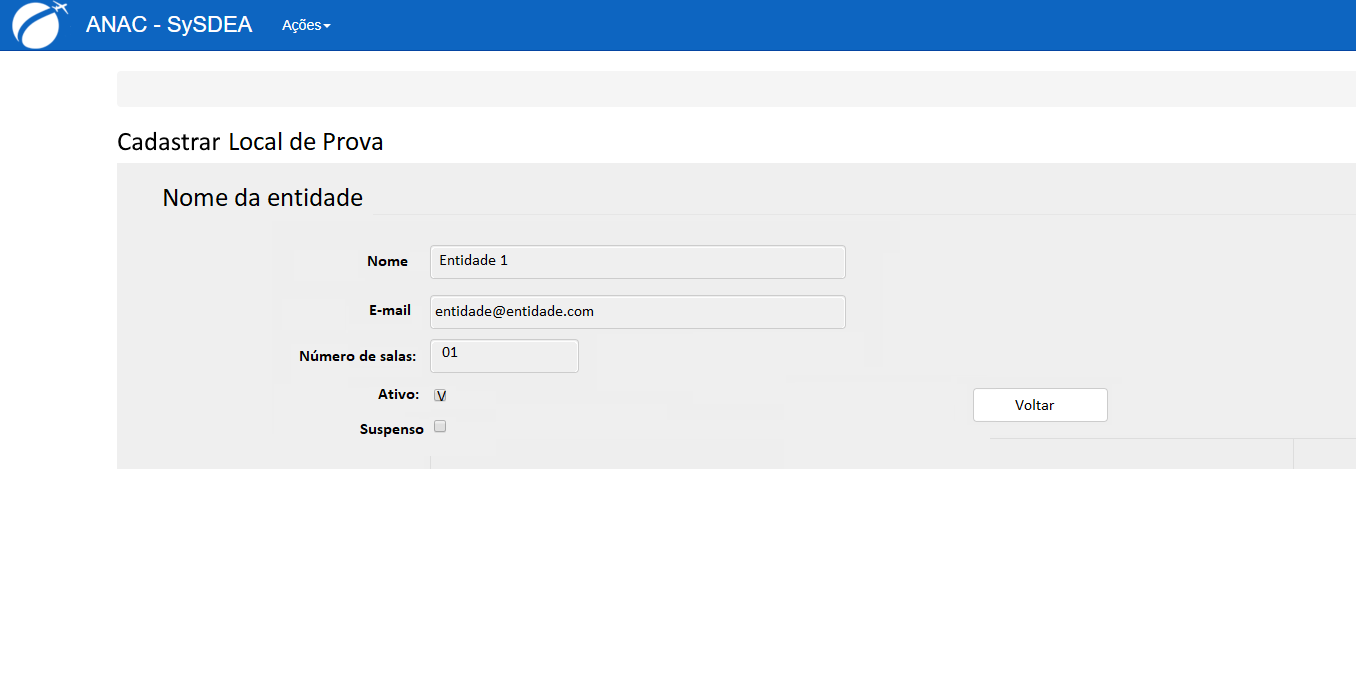 ANAC - SySDEA Ações
Cadastrar Local de Prova
Nome da entidade
Nome Entidade 1
E-mail entidade@entidade.com
Número de salas: 01
Ativo: V
Voltar
Suspenso